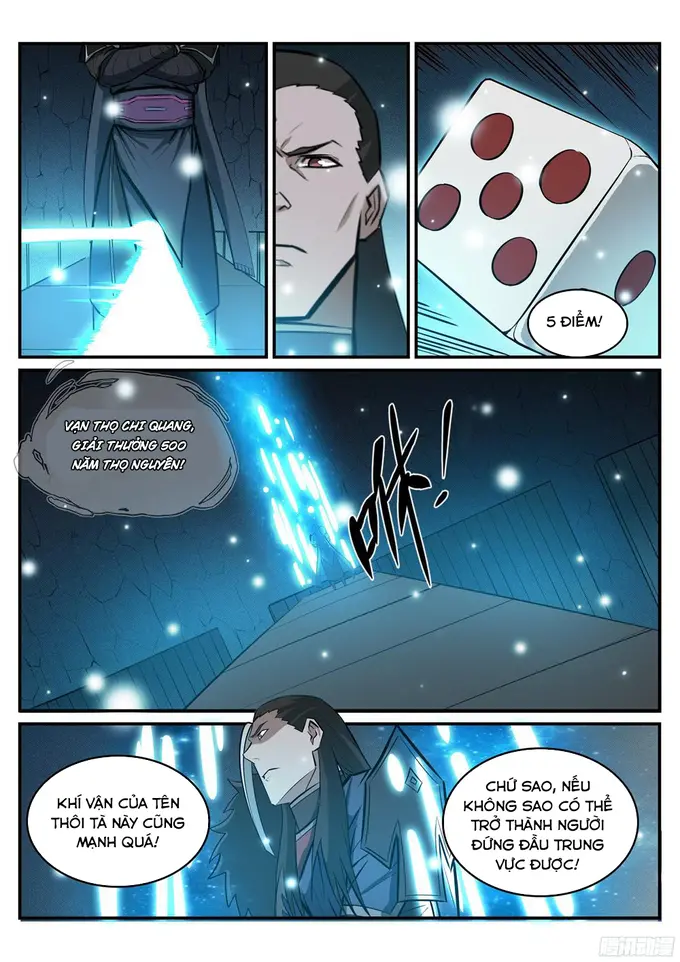 5 ĐIỂM!
VẠN THỌ CHI QUANG,
GIẢI THƯỞNG 500
NĂM THỌ NGUYÊN!
KHÍ VẬN CỦA TÊN
THÔI TÀ NÀY CŨNG
MẠNH QUÁ!
CHỨ SAO, NẾU
KHÔNG SAO CÓ THỂ
TRỞ THÀNH NGƯỜI
ĐỨNG ĐẦU TRUNG
VỰC ĐƯỢC!